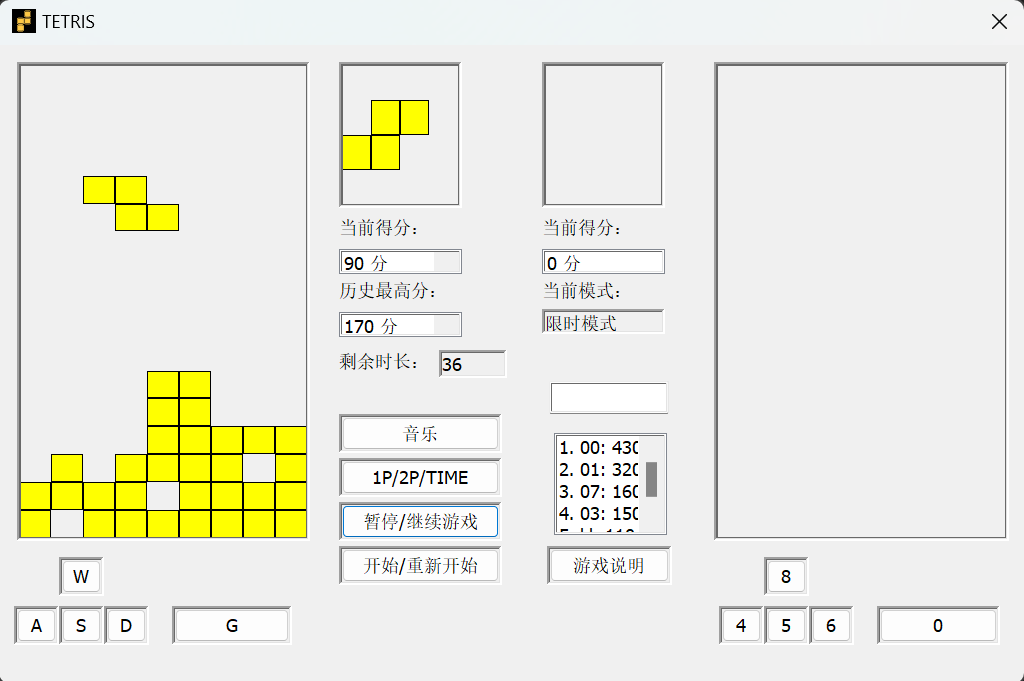 TETRIS
当前得分：
90 分
历史最高分：
170 分
剩余时长：
36
音乐
1P/2P/TIME
暂停/继续游戏
开始/重新开始
当前得分：
0 分
当前模式：
限时模式
1. 00: 430
2. 01: 320
3. 07: 160
4. 03: 150
游戏说明
W
A
S
D
G
8
4
5
6
0